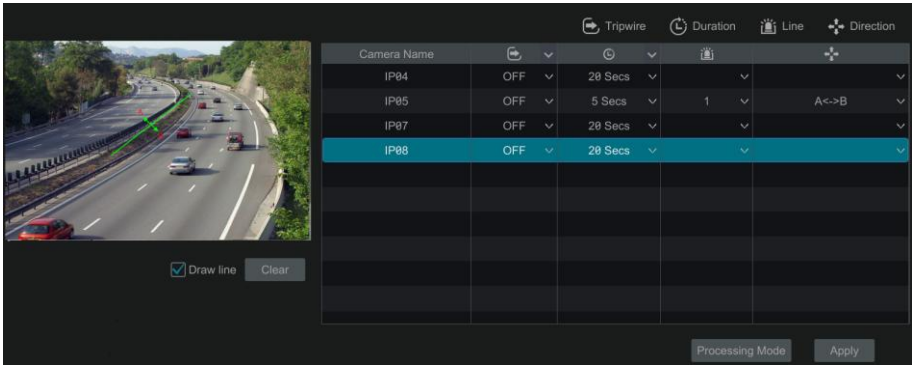 Tripwire Duration Line Direction
Camera Name
IP04 OFF 20 Secs
IP05 OFF 5 Secs 1 A<->B
IP07 OFF 20 Secs
IP08 OFF 20 Secs
Draw line Clear
Processing Mode Apply